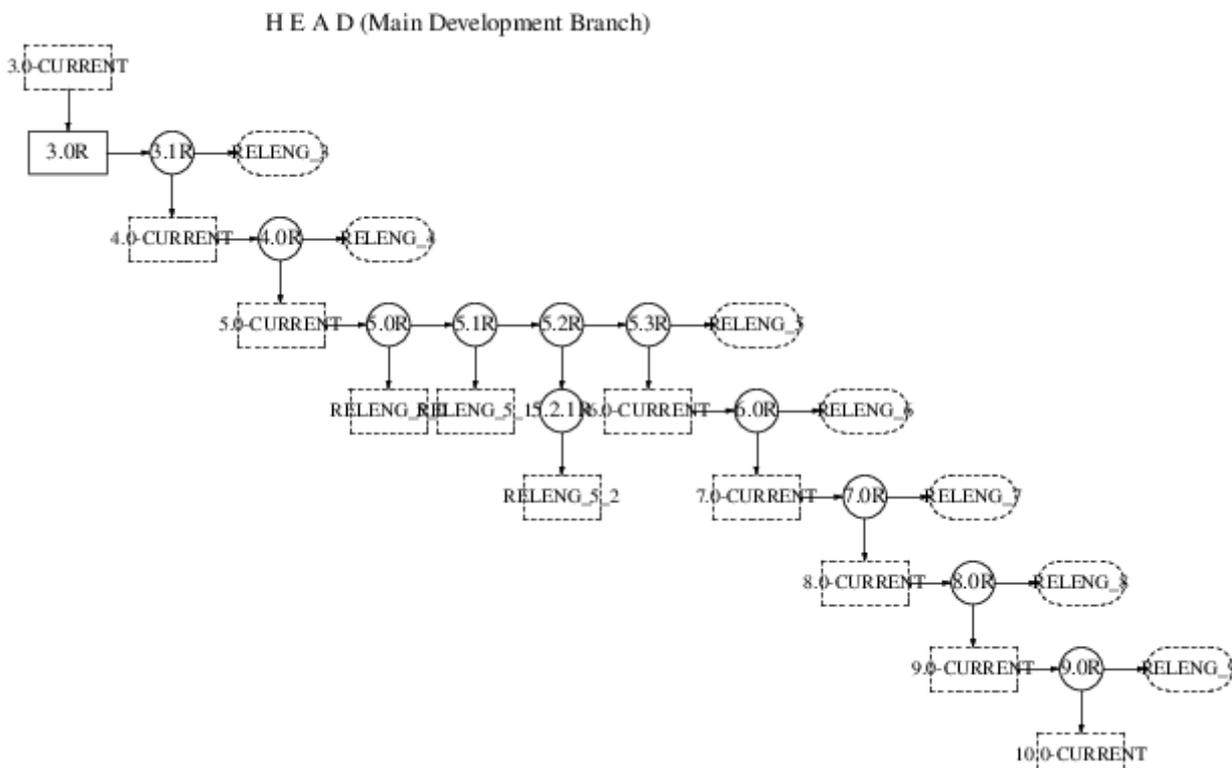 H E A D (Main Development Branch)
3.0-CURRENT
3.0R 3.1R RELENG_3
4.0-CURRENT 4.0R RELENG_4
5.0-CURRENT 5.0R 5.1R 5.2R 5.3R RELENG_5
RELENG_5_1 5.2.1R 6.0-CURRENT 6.0R RELENG_6
RELENG_5_2 7.0-CURRENT 7.0R RELENG_7
8.0-CURRENT 8.0R RELENG_8
9.0-CURRENT 9.0R RELENG_9
10.0-CURRENT